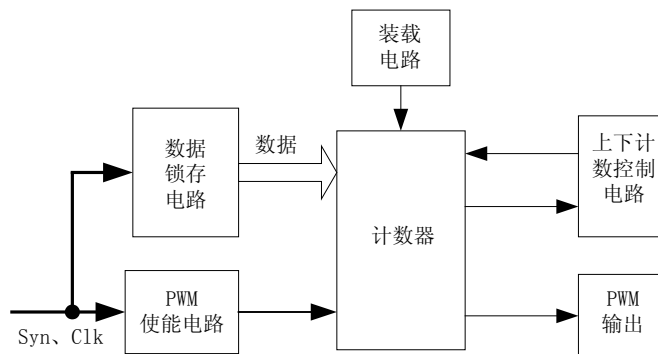 装载
电路
数据
锁存
电路
数据
上下计
数控制
电路
计数器
PWM
使能电路
PWM
输出
Syn、Clk